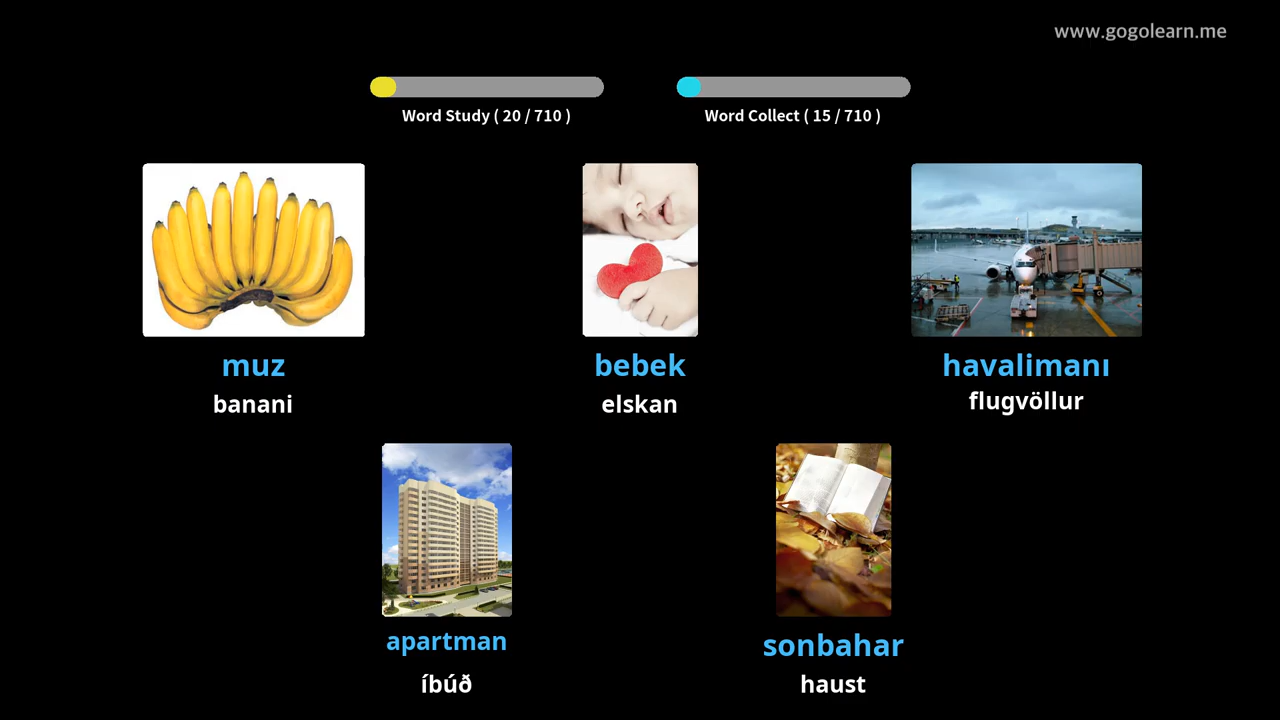 www.gogolearn.me
Word Study ( 20 / 710 )
Word Collect ( 15 / 710 )
muz
bebek
havalimanı
banani
elskan
flugvöllur
apartman
sonbahar
íbúð
haust